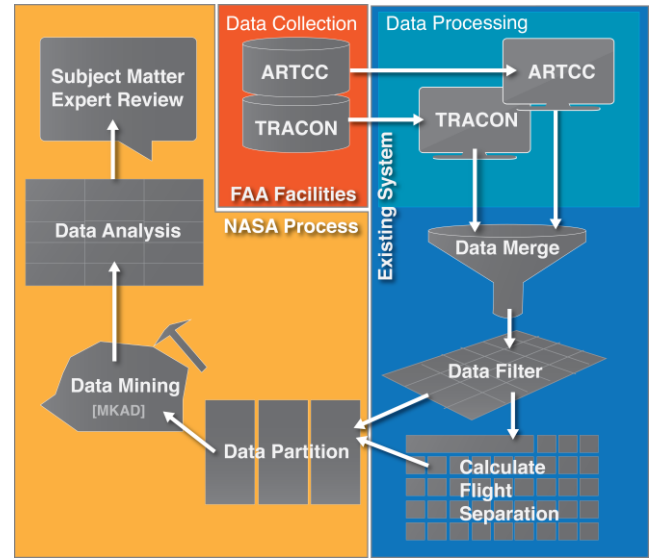 Data Collection
Data Processing
ARTCC
TRACON
ARTCC
TRACON
FAA Facilities
NASA Process
Existing System
Subject Matter
Expert Review
Data Analysis
Data Mining
[MKAD]
Data Merge
Data Filter
Data Partition
Calculate
Flight
Separation